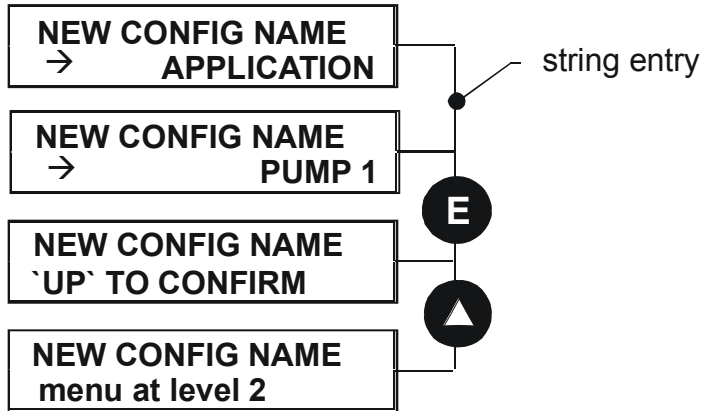 NEW CONFIG NAME
→ APPLICATION
string entry
NEW CONFIG NAME
→ PUMP 1
E
NEW CONFIG NAME
`UP` TO CONFIRM
NEW CONFIG NAME
menu at level 2